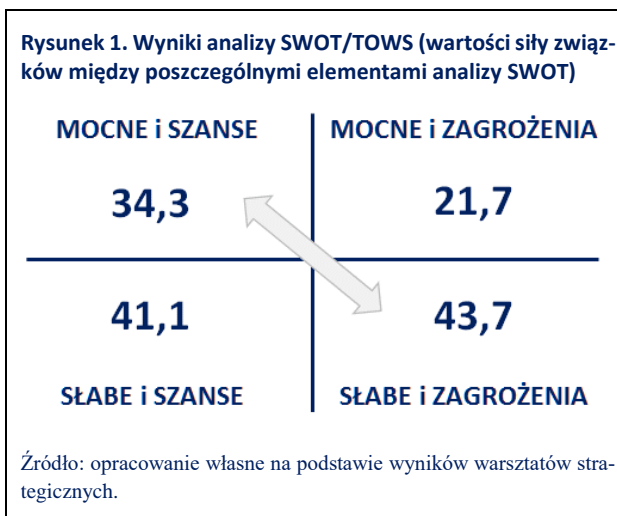 Rysunek 1. Wyniki analizy SWOT/TOWS (wartości siły związ-
ków między poszczególnymi elementami analizy SWOT)
MOCNE i SZANSE
MOCNE i ZAGROŻENIA
34,3
21,7
41,1
43,7
SŁABE i SZANSE
SŁABE i ZAGROŻENIA
Źródło: opracowanie własne na podstawie wyników warsztatów stra-
tegicznych.